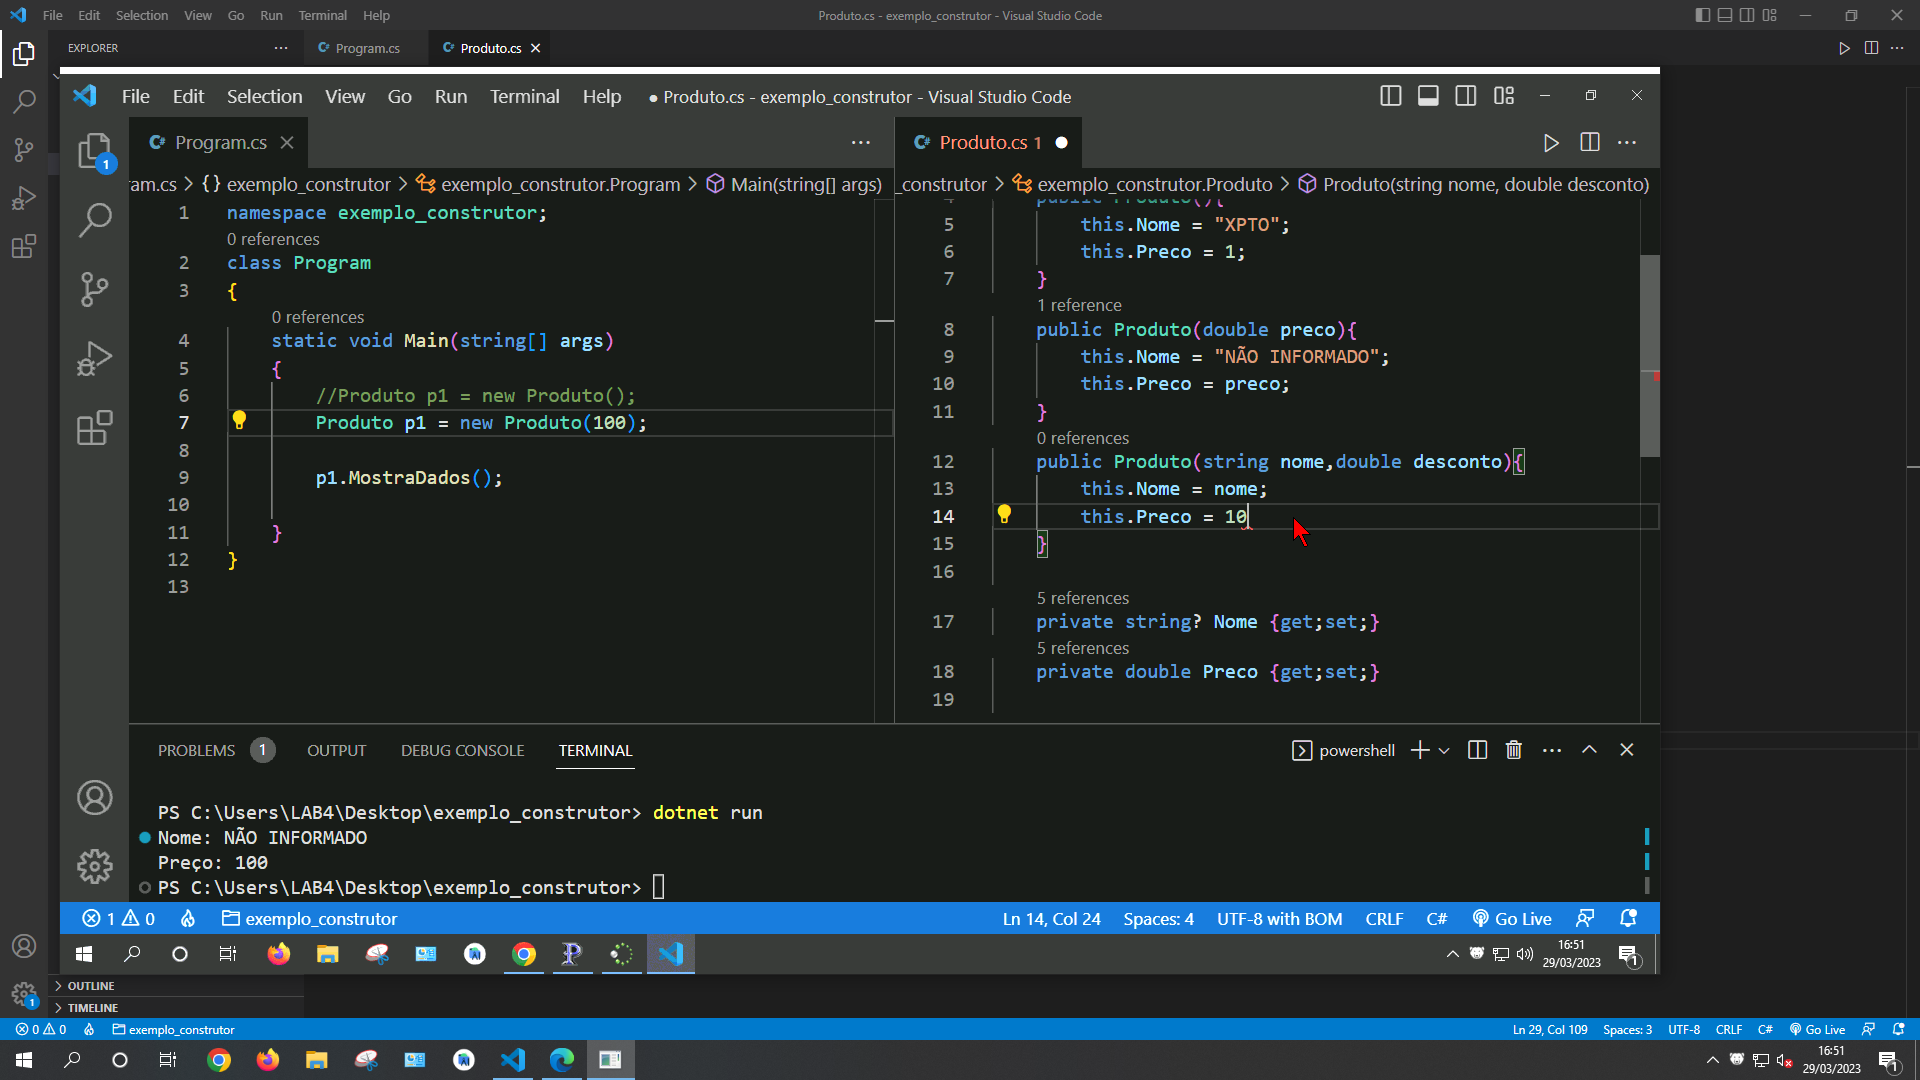 File Edit Selection View Go Run Terminal Help
Produto.cs - exemplo_construtor - Visual Studio Code
EXPLORER
Program.cs
Produto.cs
File Edit Selection View Go Run Terminal Help
● Produto.cs - exemplo_construtor - Visual Studio Code
1
Program.cs
ram.cs > {} exemplo_construtor > exemplo_construtor.Program > Main(string[] args)
1 namespace exemplo_construtor;
0 references
2 class Program
3 {
0 references
4 static void Main(string[] args)
5 {
6 //Produto p1 = new Produto();
7 Produto p1 = new Produto(100);
8
9 p1.MostraDados();
10
11 }
12 }
13
Produto.cs 1
_construtor > exemplo_construtor.Produto > Produto(string nome, double desconto)
4 public Produto(){
5 this.Nome = "XPTO";
6 this.Preco = 1;
7 }
1 reference
8 public Produto(double preco){
9 this.Nome = "NÃO INFORMADO";
10 this.Preco = preco;
11 }
0 references
12 public Produto(string nome,double desconto){
13 this.Nome = nome;
14 this.Preco = 10
15 }
16
5 references
17 private string? Nome {get;set;}
5 references
18 private double Preco {get;set;}
19
PROBLEMS 1 OUTPUT DEBUG CONSOLE TERMINAL
powershell
PS C:\Users\LAB4\Desktop\exemplo_construtor> dotnet run
Nome: NÃO INFORMADO
Preço: 100
PS C:\Users\LAB4\Desktop\exemplo_construtor>
1 0 exemplo_construtor
Ln 14, Col 24 Spaces: 4 UTF-8 with BOM CRLF C# Go Live
16:51
29/03/2023
1
OUTLINE
TIMELINE
1
0 0 exemplo_construtor
Ln 29, Col 109 Spaces: 3 UTF-8 CRLF C# Go Live
16:51
29/03/2023
1